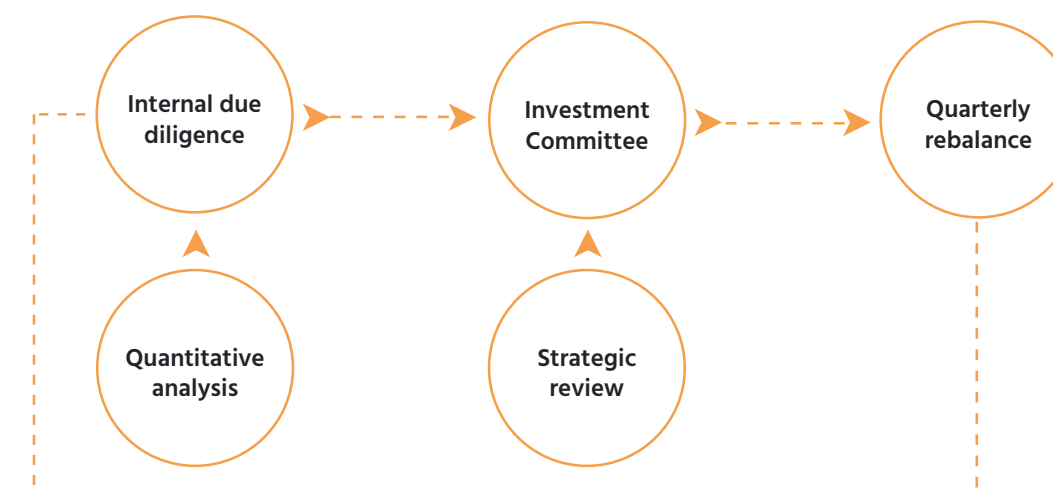 Internal due
diligence
Investment
Committee
Quarterly
rebalance
Quantitative
analysis
Strategic
review